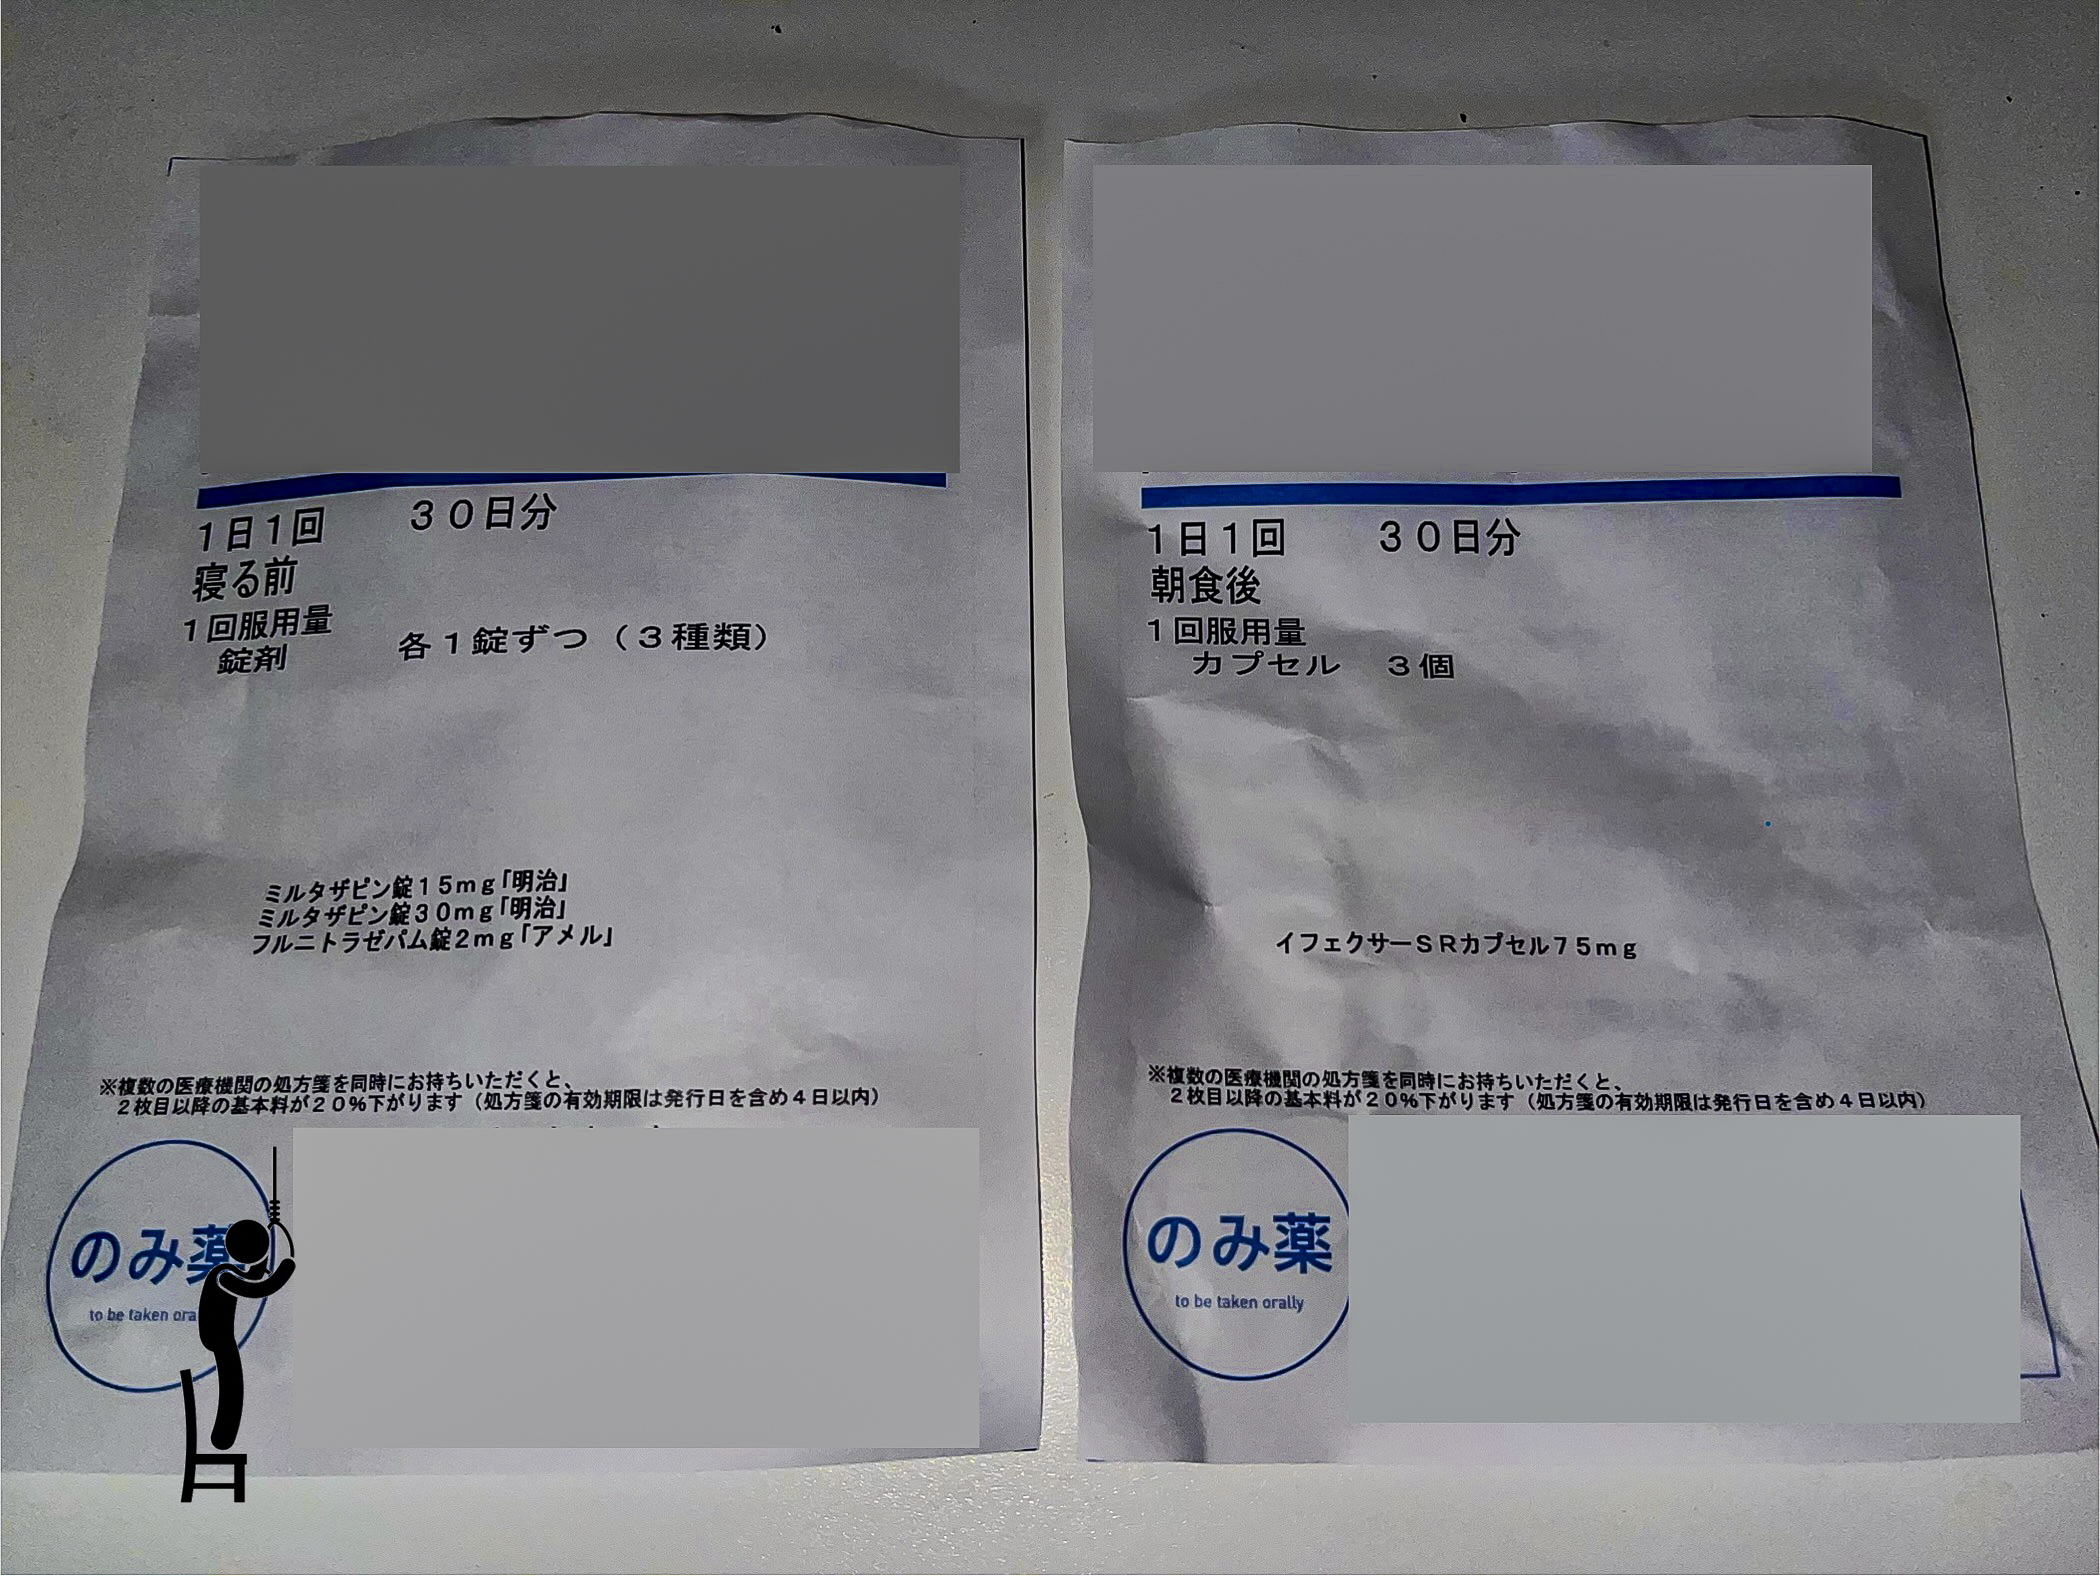 1日1回 30日分
寝る前
1回服用量
錠剤 各1錠ずつ（3種類）
ミルタザピン錠15mg「明治」
ミルタザピン錠30mg「明治」
フルニトラゼパム錠2mg「アメル」
※複数の医療機関の処方箋を同時にお持ちいただくと、
2枚目以降の基本料が20%下がります（処方箋の有効期限は発行日を含め4日以内）
のみ薬
to be taken ora
1日1回 30日分
朝食後
1回服用量
カプセル 3個
イフェクサーSRカプセル75mg
※複数の医療機関の処方箋を同時にお持ちいただくと、
2枚目以降の基本料が20%下がります（処方箋の有効期限は発行日を含め4日以内）
のみ薬
to be taken orally